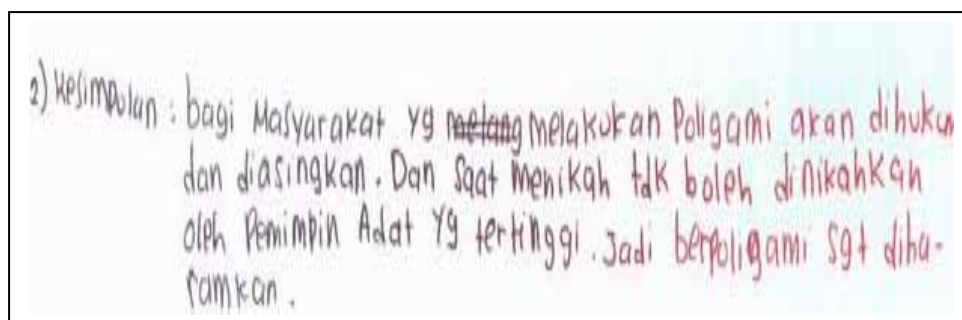 2) Kesimpulan : bagi Masyarakat yg melakukan Poligami akan dihukum
dan diasingkan. Dan saat menikah tdk boleh dinikahkan
oleh Pemimpin Adat yg tertinggi. Jadi berpoligami sgt diha-
ramkan.